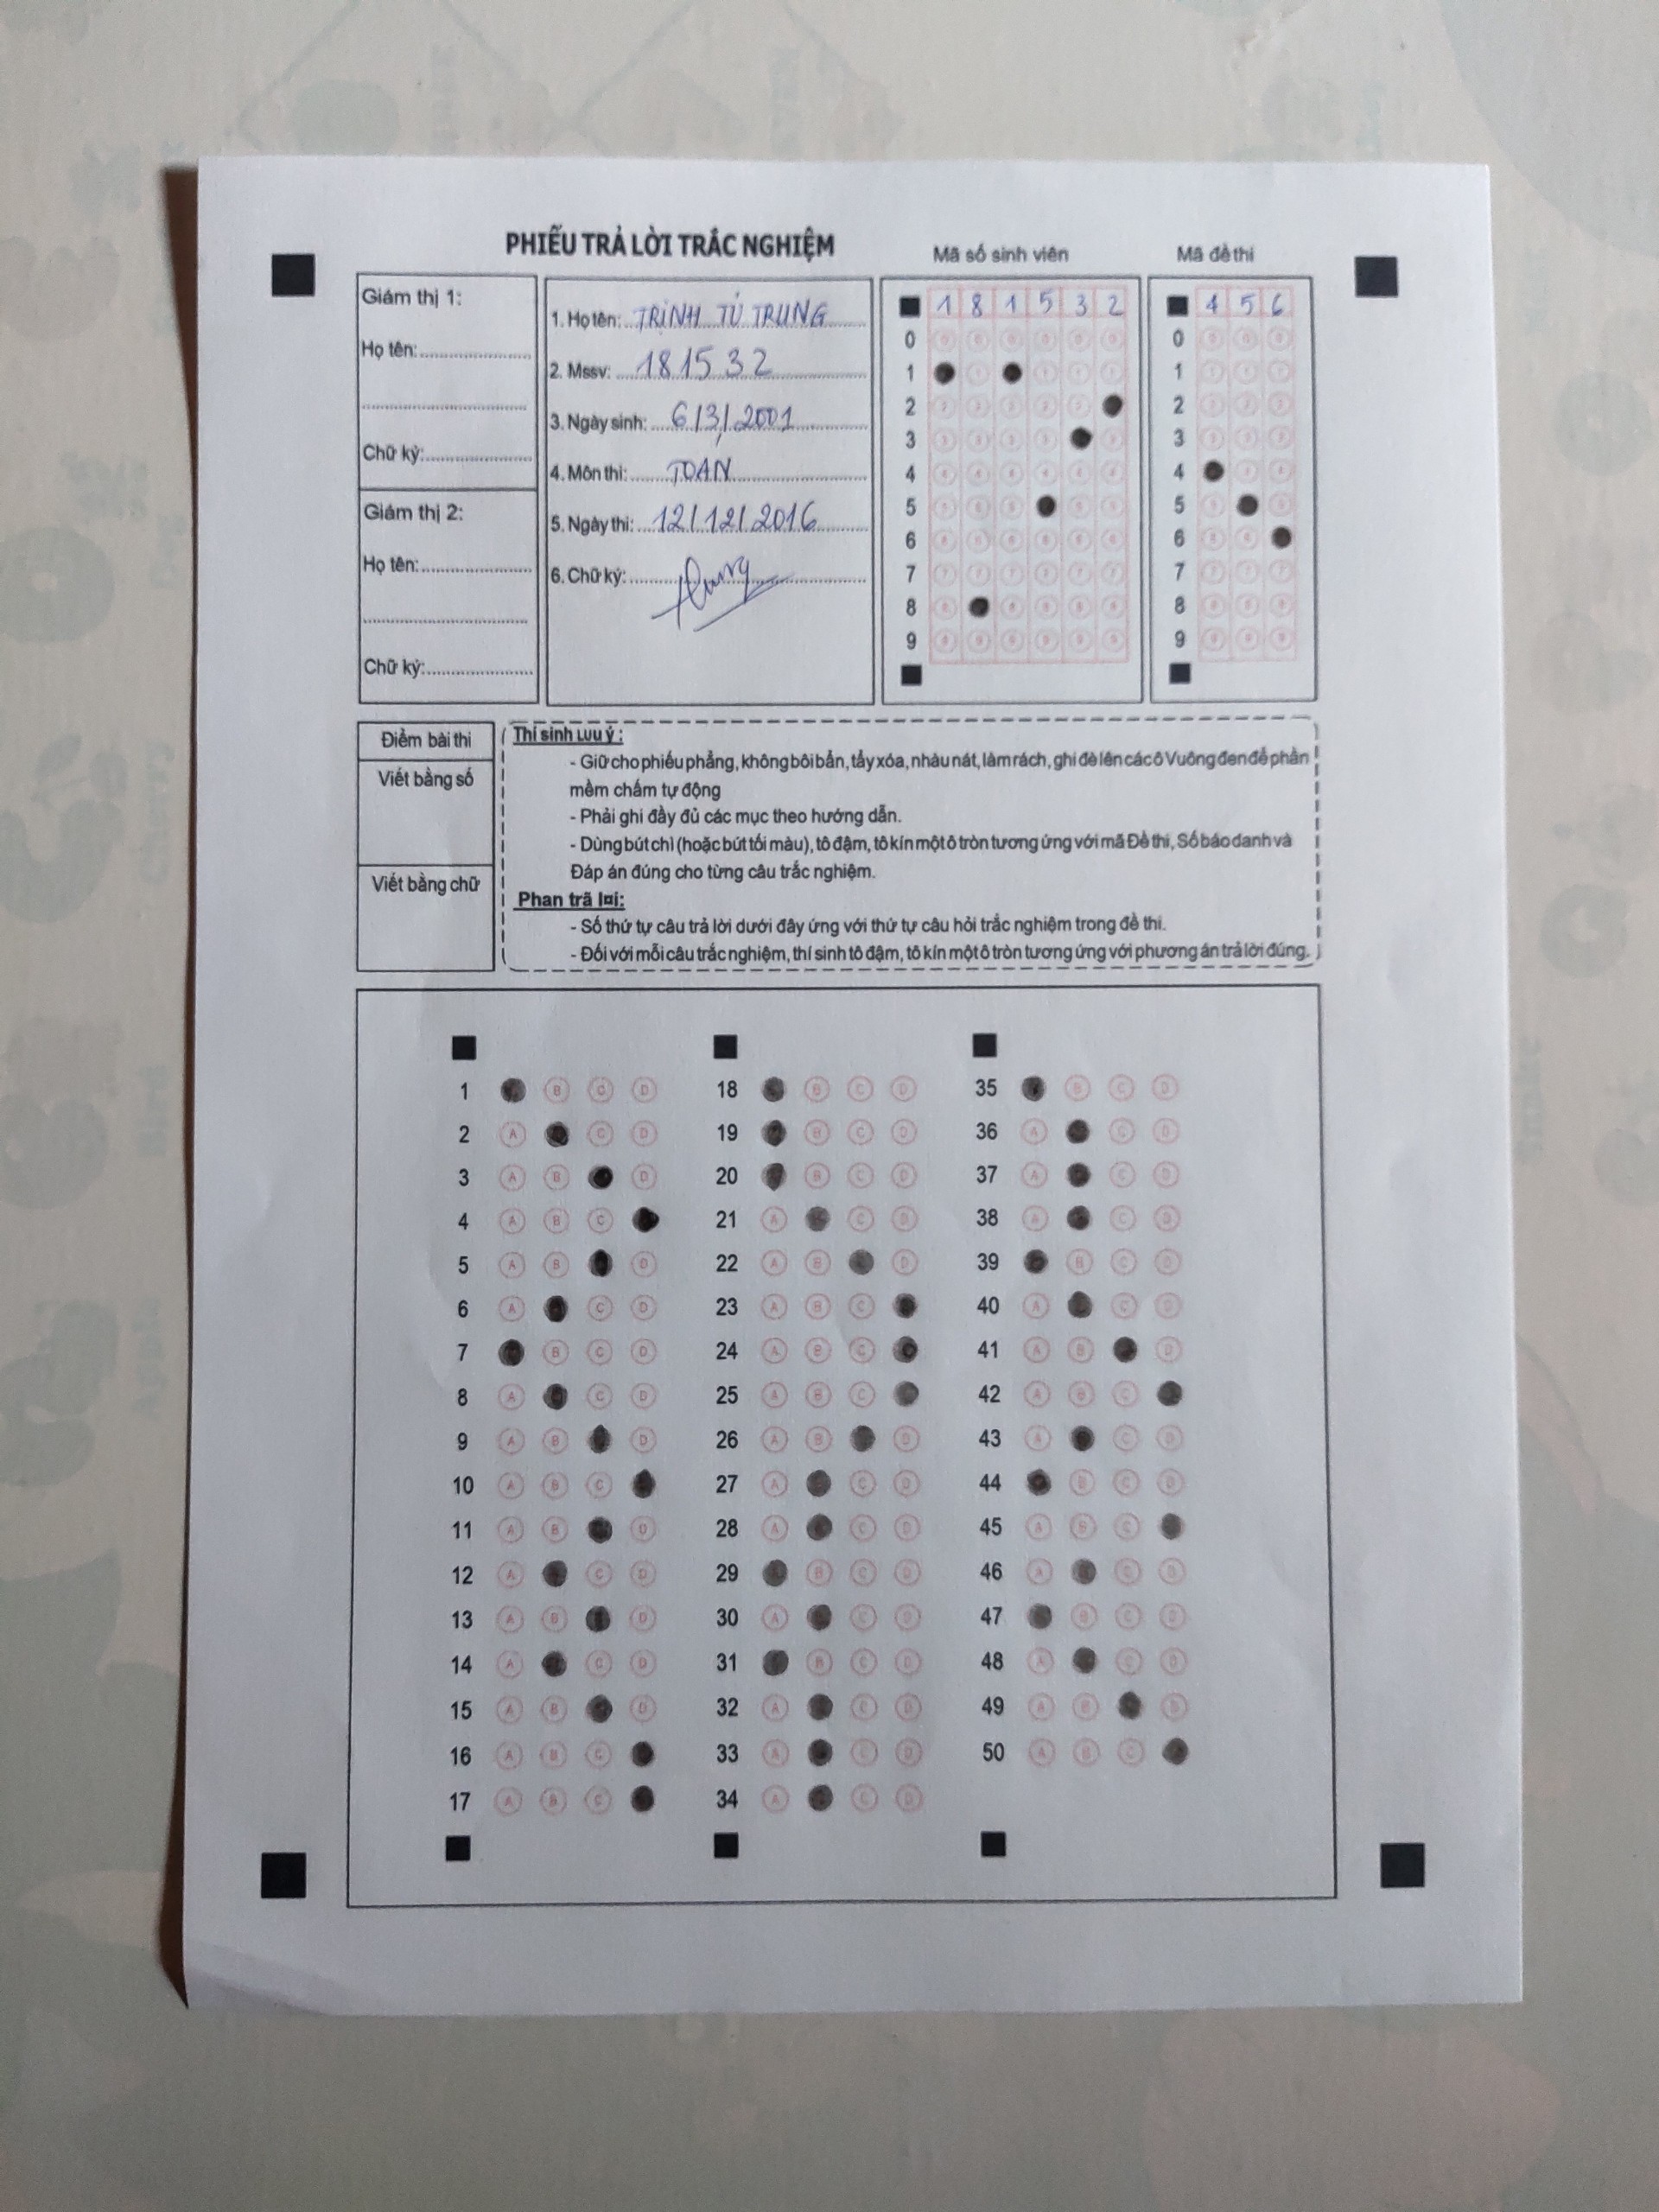 PHIẾU TRẢ LỜI TRẮC NGHIỆM
Mã số sinh viên
Mã đề thi
Giám thị 1:
Họ tên:
Chữ ký:
Giám thị 2:
Họ tên:
Chữ ký:
1. Họ tên: TRỊNH TÚ TRUNG
2. Mssv: 181532
3. Ngày sinh: 6/3/2001
4. Môn thi: TOAN
5. Ngày thi: 12/12/2016
6. Chữ ký:
1 8 1 5 3 2
0
1
2
3
4
5
6
7
8
9
4 5 6
0
1
2
3
4
5
6
7
8
9
Điểm bài thi
Viết bằng số
Viết bằng chữ
Thí sinh Lưu ý :
- Giữ cho phiếu phẳng, không bôi bẩn, tẩy xóa, nhàu nát, làm rách, ghi đè lên các ô Vuông đen để phần
mềm chấm tự động
- Phải ghi đầy đủ các mục theo hướng dẫn.
- Dùng bút chì (hoặc bút tối màu), tô đậm, tô kín một ô tròn tương ứng với mã Đề thi, Số báo danh và
Đáp án đúng cho từng câu trắc nghiệm.
Phan trã lời:
- Số thứ tự câu trả lời dưới đây ứng với thứ tự câu hỏi trắc nghiệm trong đề thi.
- Đối với mỗi câu trắc nghiệm, thí sinh tô đậm, tô kín một ô tròn tương ứng với phương án trả lời đúng.
1 B C D
2 A C D
3 A B D
4 A B C
5 A B D
6 A C D
7 B C D
8 A C D
9 A B D
10 A B C
11 A B D
12 A C D
13 A B D
14 A C D
15 A B D
16 A B C
17 A B C
18 B C D
19 B C D
20 B C D
21 A C D
22 A B D
23 A B C
24 A B C
25 A B C
26 A B D
27 A C D
28 A C D
29 B C D
30 A C D
31 B C D
32 A C D
33 A C D
34 A C D
35 B C D
36 A C D
37 A C D
38 A C D
39 B C D
40 A C D
41 A B D
42 A B C
43 A C D
44 B C D
45 A B C
46 A C D
47 B C D
48 A C D
49 A B D
50 A B C